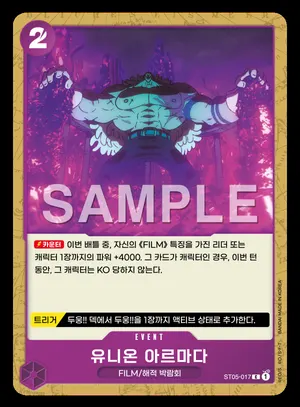 2
SAMPLE
카운터 이번 배틀 중, 자신의 《FILM》 특징을 가진 리더 또는
캐릭터 1장까지의 파워 +4000. 그 카드가 캐릭터인 경우, 이번 턴
동안, 그 캐릭터는 KO 당하지 않는다.
트리거 두웅!! 덱에서 두웅!!을 1장까지 액티브 상태로 추가한다.
EVENT
유니온 아르마다
FILM/해적 박람회
ST05-017 C 1